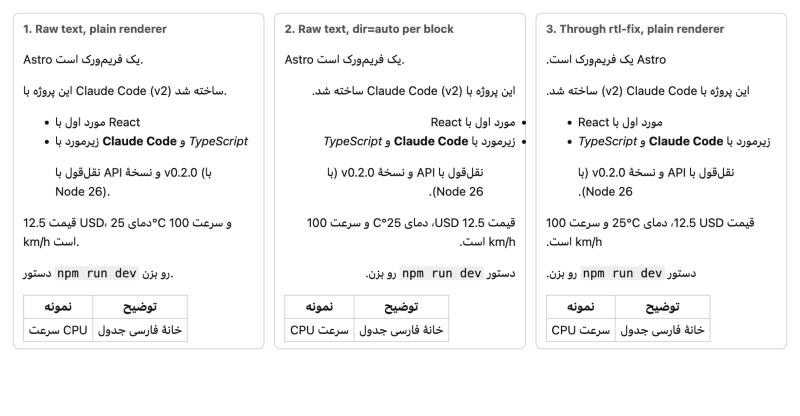 1. Raw text, plain renderer
Astro یک فریم‌ورک است.
این پروژه با Claude Code (v2) ساخته شد.
• مورد اول با React
• زیرمورد با Claude Code و TypeScript
نقل‌قول با API و نسخهٔ v0.2.0 (با
Node 26).
قیمت 12.5 USD، دمای 25°C و سرعت 100
km/h است.
دستور npm run dev رو بزن.
نمونه توضیح
سرعت CPU خانهٔ فارسی جدول
2. Raw text, dir=auto per block
Astro یک فریم‌ورک است.
این پروژه با Claude Code (v2) ساخته شد.
• مورد اول با React
• زیرمورد با Claude Code و TypeScript
نقل‌قول با API و نسخهٔ v0.2.0 (با
Node 26).
قیمت 12.5 USD، دمای 25°C و سرعت 100
km/h است.
دستور npm run dev رو بزن.
نمونه توضیح
سرعت CPU خانهٔ فارسی جدول
3. Through rtl-fix, plain renderer
Astro یک فریم‌ورک است.
این پروژه با Claude Code (v2) ساخته شد.
• مورد اول با React
• زیرمورد با Claude Code و TypeScript
نقل‌قول با API و نسخهٔ v0.2.0 (با
Node 26).
قیمت 12.5 USD، دمای 25°C و سرعت 100
km/h است.
دستور npm run dev رو بزن.
نمونه توضیح
سرعت CPU خانهٔ فارسی جدول